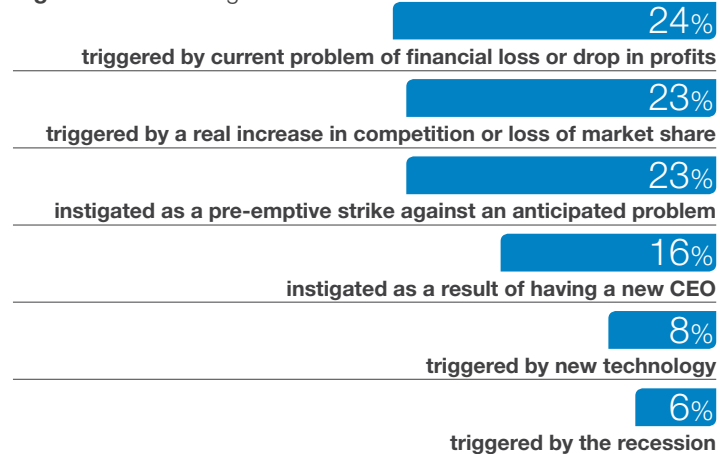 24%
triggered by current problem of financial loss or drop in profits
23%
triggered by a real increase in competition or loss of market share
23%
instigated as a pre-emptive strike against an anticipated problem
16%
instigated as a result of having a new CEO
8%
triggered by new technology
6%
triggered by the recession